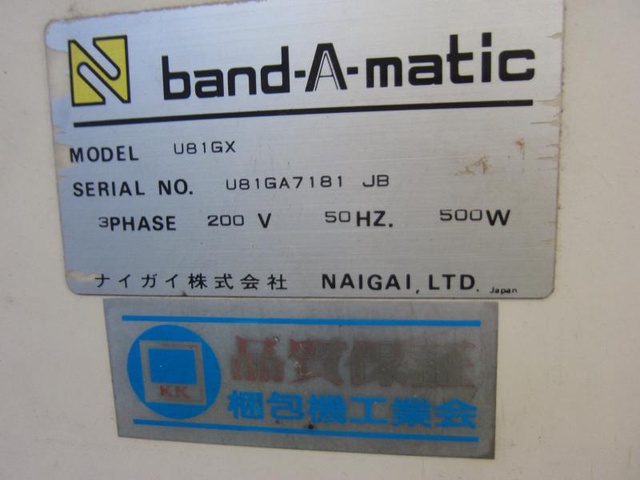 band-A-matic
MODEL U81GX
SERIAL NO. U81GA7181 JB
3PHASE 200 V 50 HZ. 500W
ナイガイ株式会社 NAIGAI, LTD. Japan
KK
品質保証
梱包機工業会